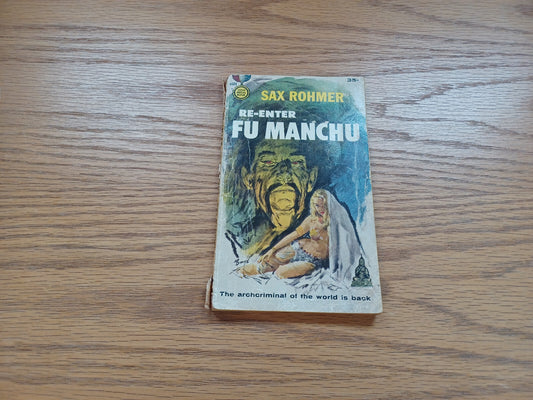 35¢
SAX ROHMER
RE-ENTER
FU MANCHU
The archcriminal of the world is back